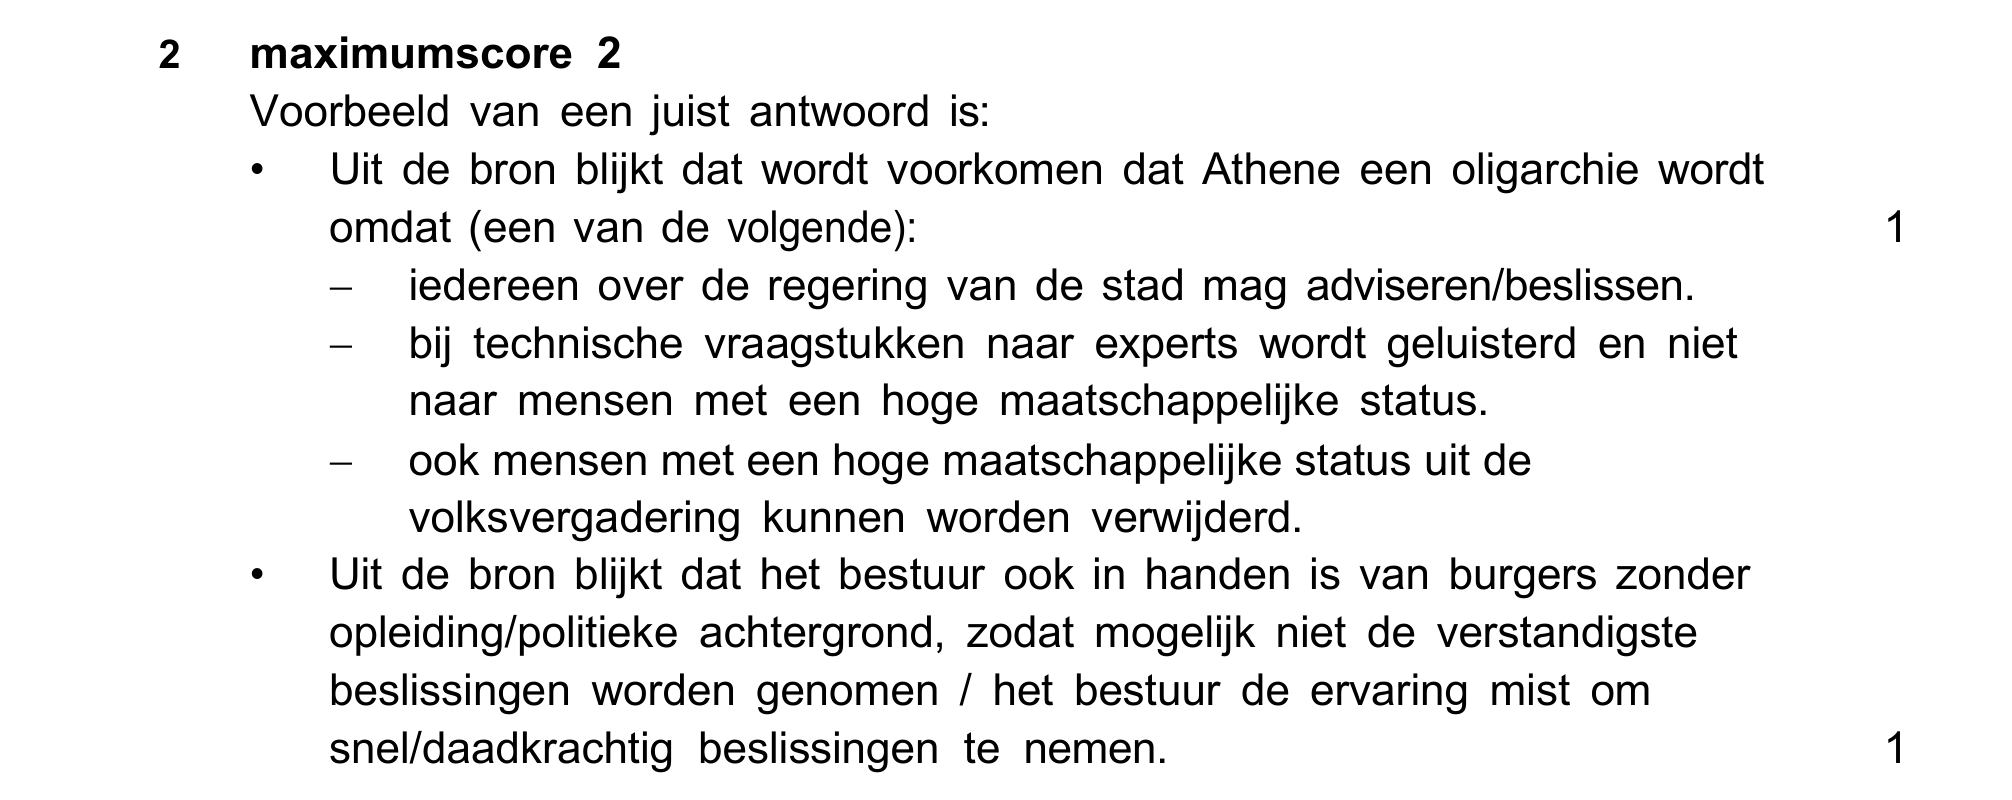 2 maximumscore 2
Voorbeeld van een juist antwoord is:
• Uit de bron blijkt dat wordt voorkomen dat Athene een oligarchie wordt
omdat (een van de volgende): 1
– iedereen over de regering van de stad mag adviseren/beslissen.
– bij technische vraagstukken naar experts wordt geluisterd en niet
naar mensen met een hoge maatschappelijke status.
– ook mensen met een hoge maatschappelijke status uit de
volksvergadering kunnen worden verwijderd.
• Uit de bron blijkt dat het bestuur ook in handen is van burgers zonder
opleiding/politieke achtergrond, zodat mogelijk niet de verstandigste
beslissingen worden genomen / het bestuur de ervaring mist om
snel/daadkrachtig beslissingen te nemen. 1